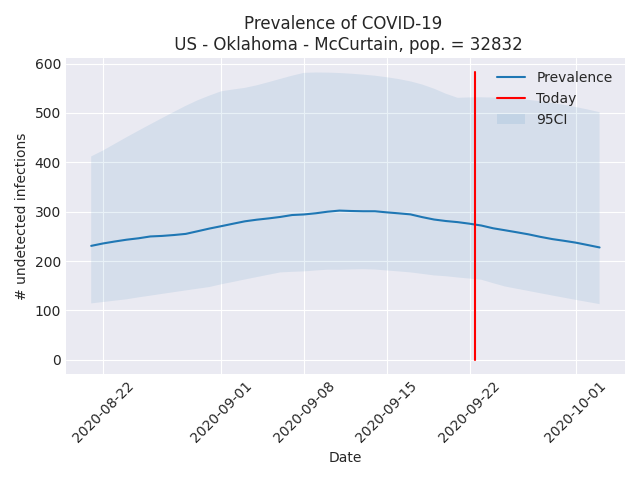 Prevalence of COVID-19
US - Oklahoma - McCurtain, pop. = 32832
Prevalence
Today
95CI
# undetected infections
600
500
400
300
200
100
0
2020-08-22
2020-09-01
2020-09-08
2020-09-15
2020-09-22
2020-10-01
Date